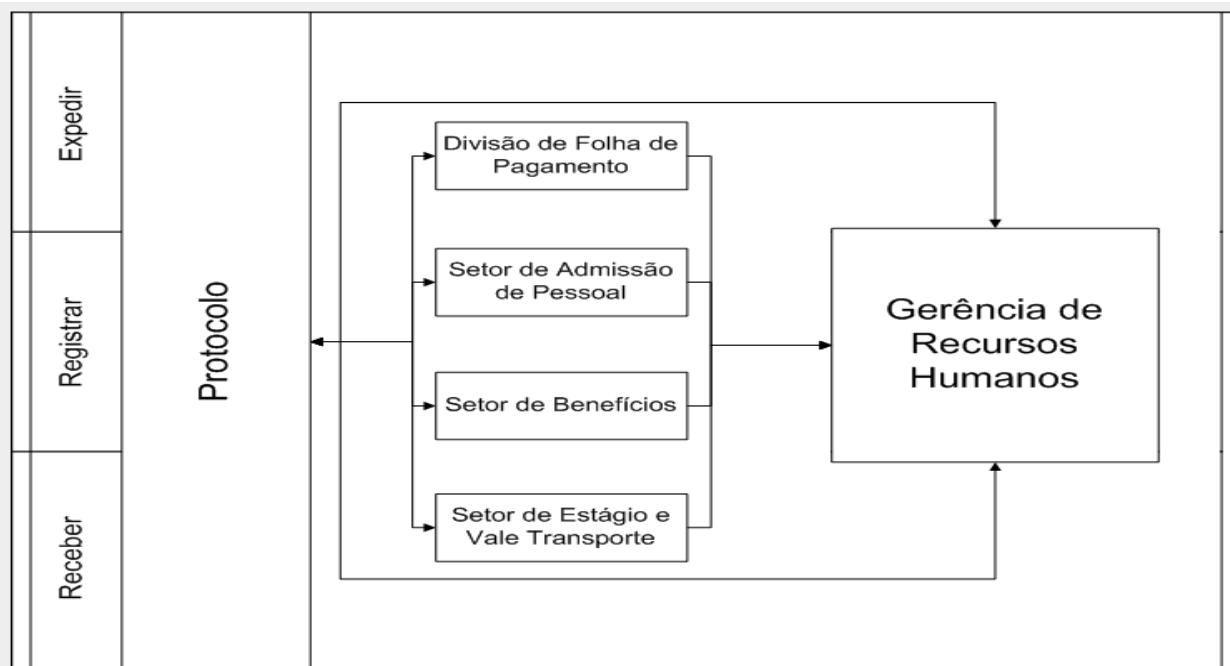 Expedir
Registrar
Receber
Protocolo
Divisão de Folha de
Pagamento
Setor de Admissão
de Pessoal
Setor de Benefícios
Setor de Estágio e
Vale Transporte
Gerência de
Recursos
Humanos